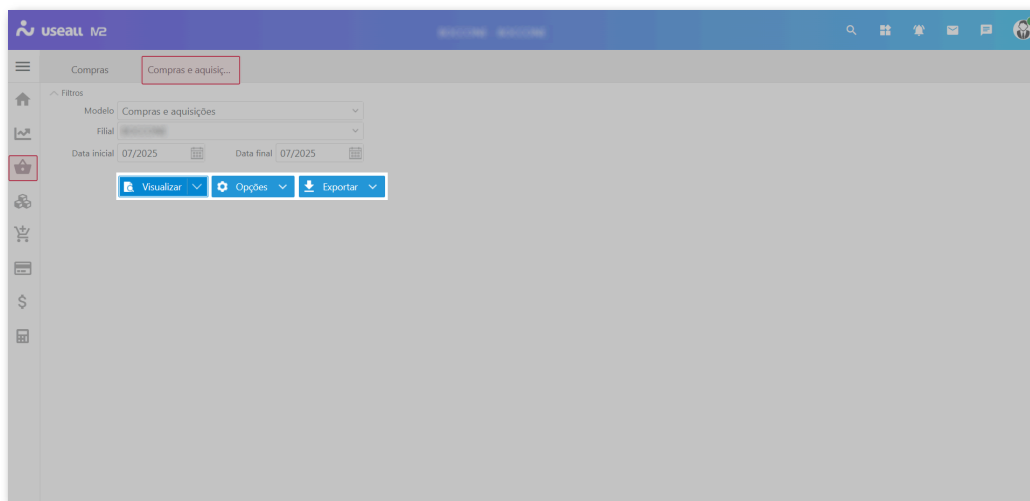 useall M2
Compras Compras e aquisiç...
Filtros
Modelo Compras e aquisições
Filial
Data inicial 07/2025 Data final 07/2025
Visualizar Opções Exportar